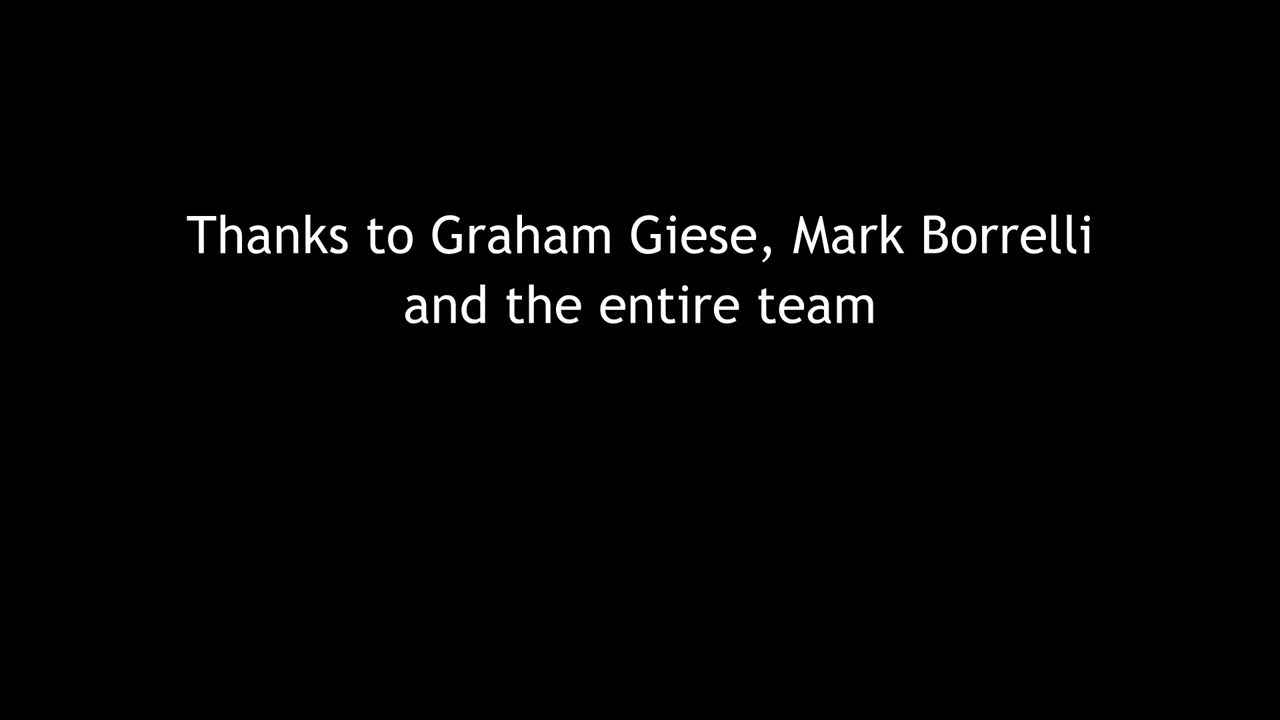 Thanks to Graham Giese, Mark Borrelli
and the entire team